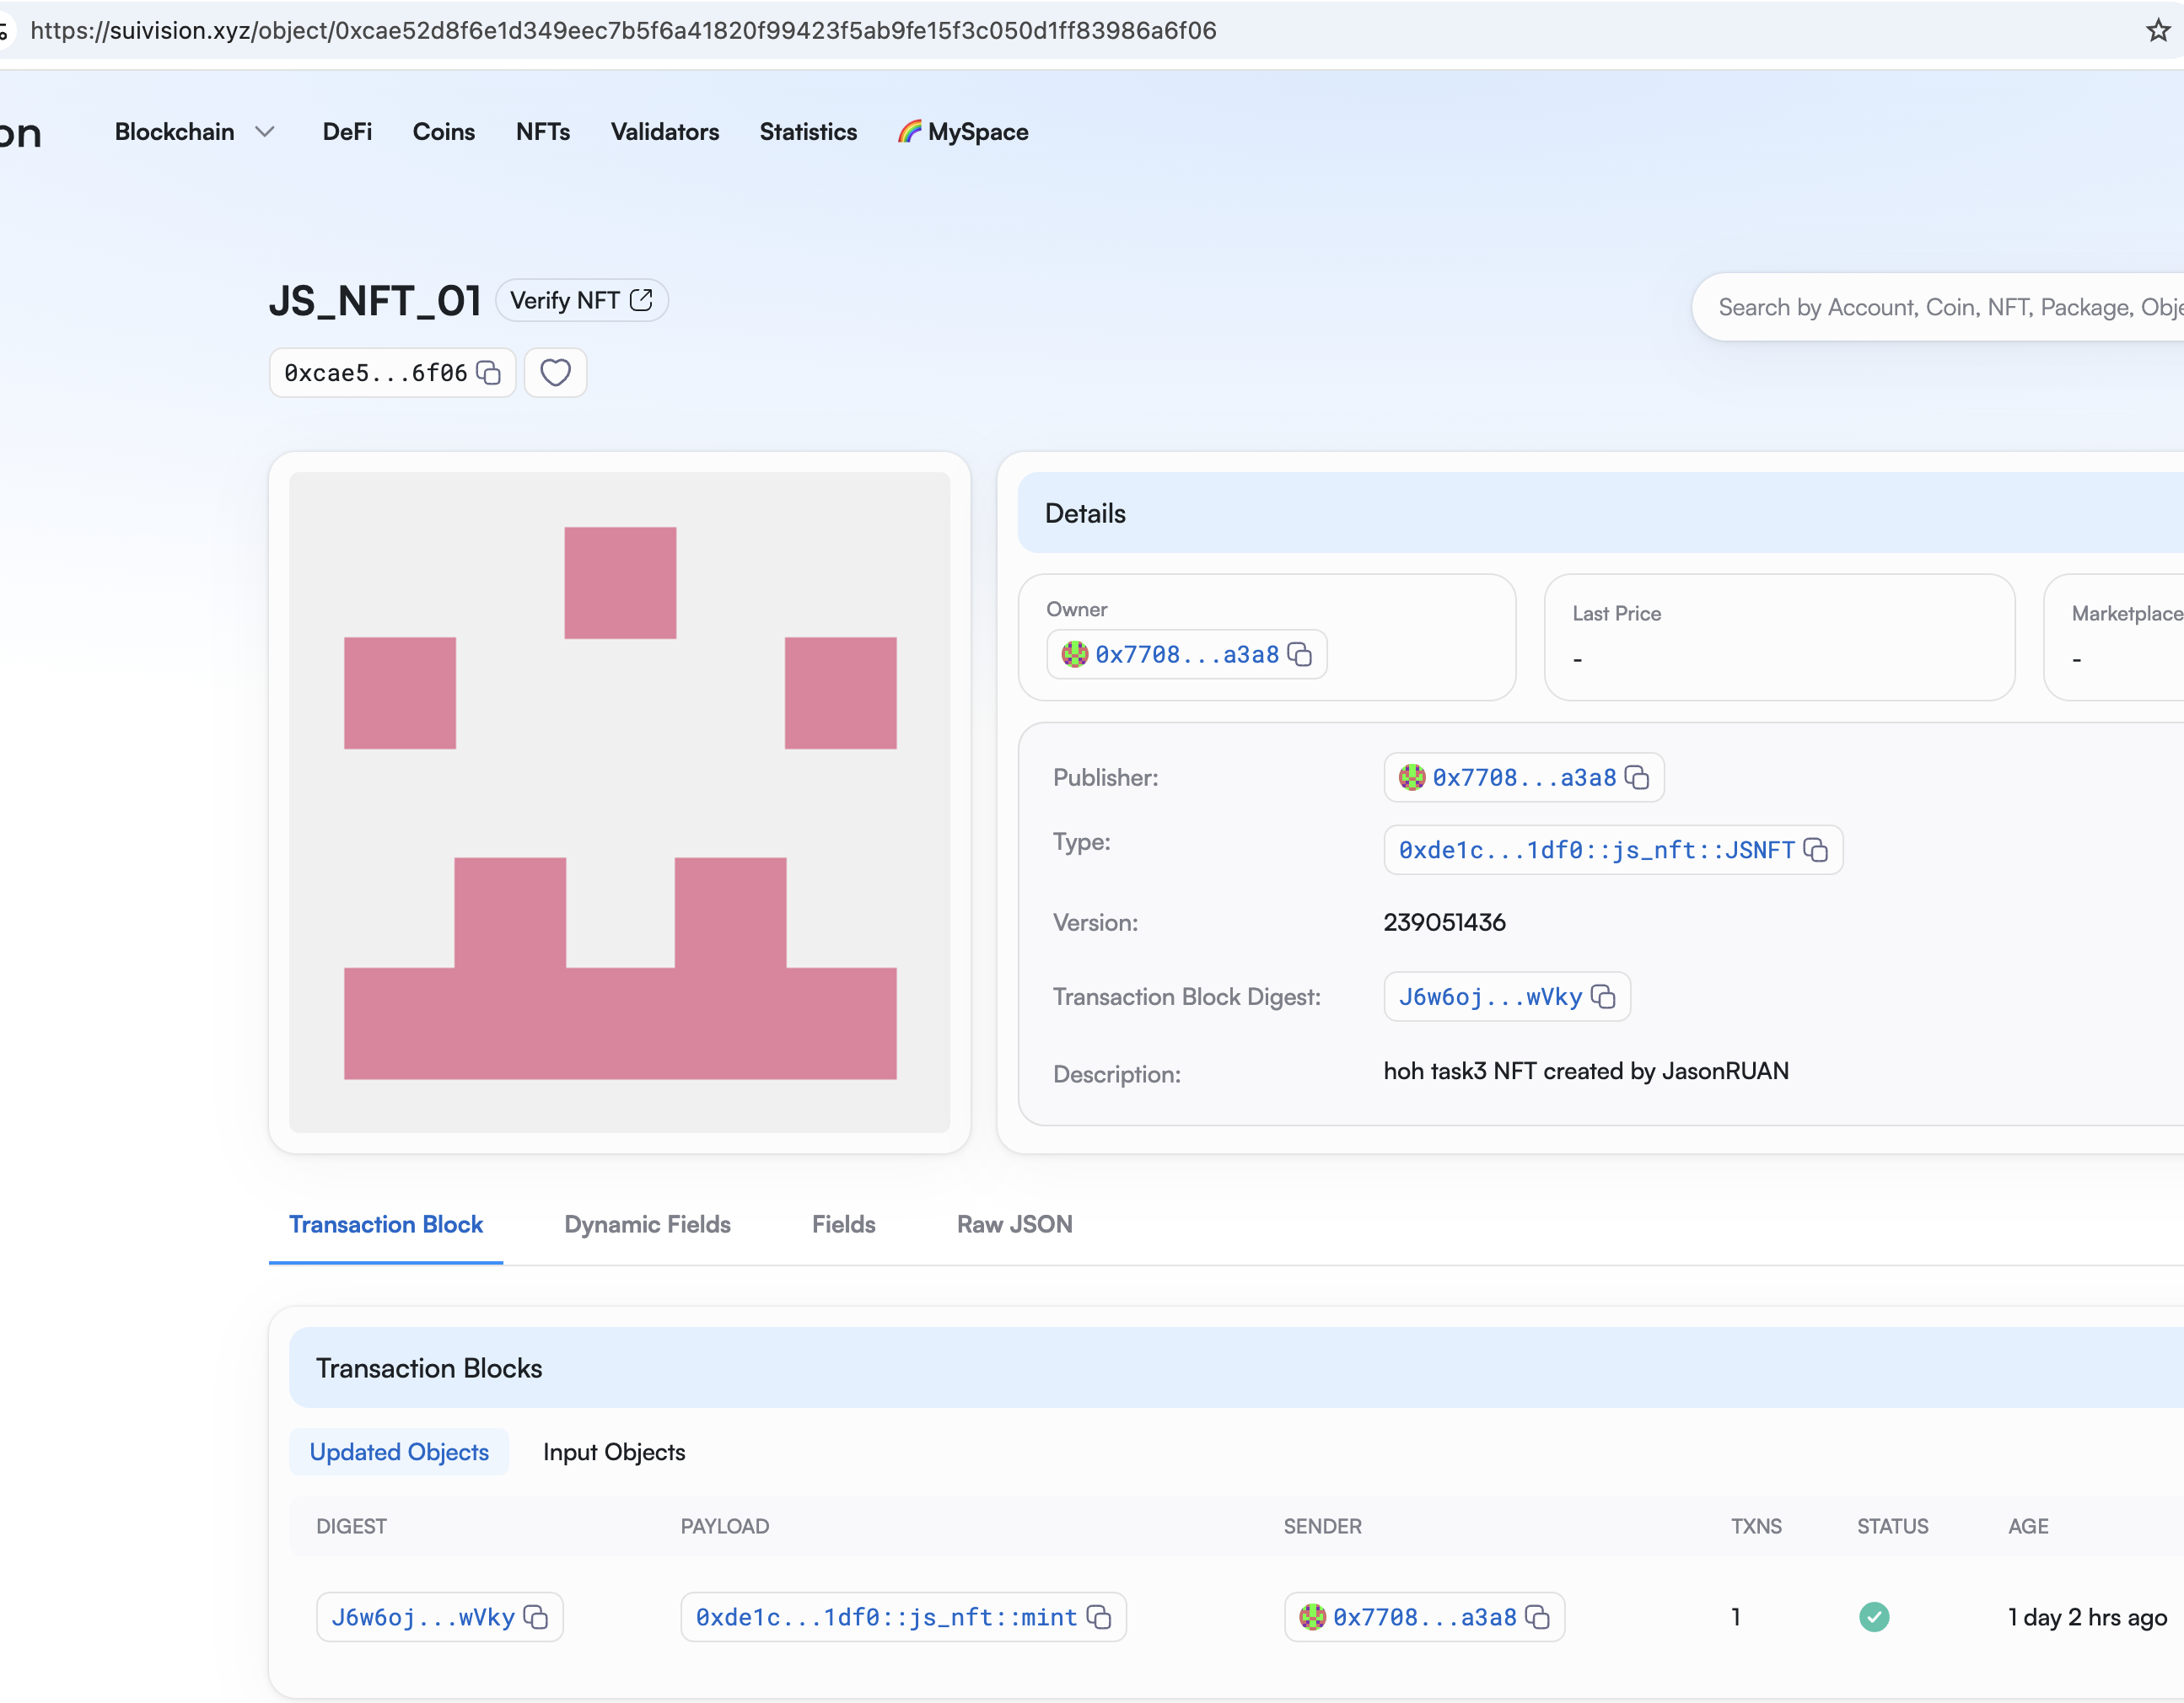 https://suivision.xyz/object/0xcae52d8f6e1d349eec7b5f6a41820f99423f5ab9fe15f3c050d1ff83986a6f06
on Blockchain DeFi Coins NFTs Validators Statistics MySpace
JS_NFT_01 Verify NFT
Search by Account, Coin, NFT, Package, Obje
0xcae5...6f06
Details
Owner
0x7708...a3a8
Last Price
-
Marketplace
-
Publisher: 0x7708...a3a8
Type: 0xde1c...1df0::js_nft::JSNFT
Version: 239051436
Transaction Block Digest: J6w6oj...wVky
Description: hoh task3 NFT created by JasonRUAN
Transaction Block Dynamic Fields Fields Raw JSON
Transaction Blocks
Updated Objects Input Objects
DIGEST PAYLOAD SENDER TXNS STATUS AGE
J6w6oj...wVky 0xde1c...1df0::js_nft::mint 0x7708...a3a8 1 1 day 2 hrs ago